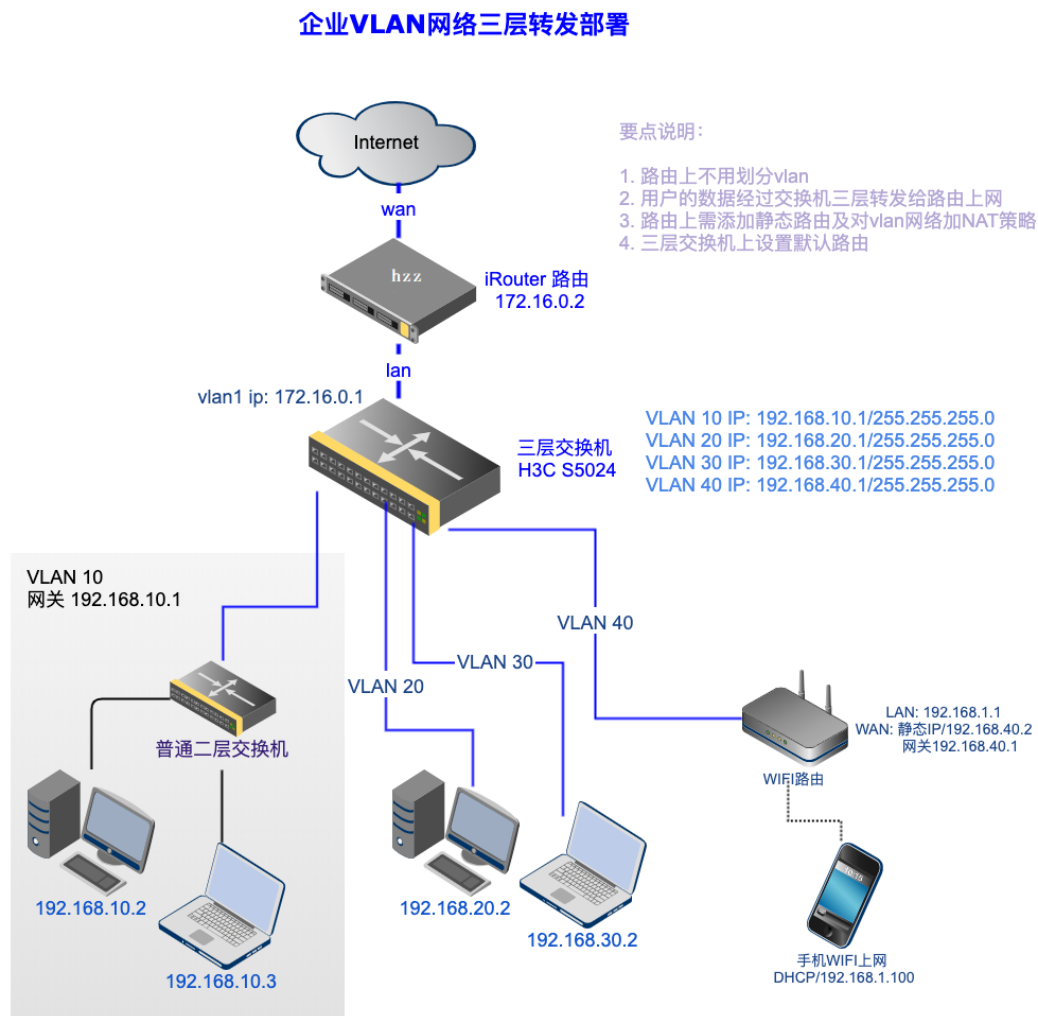 企业VLAN网络三层转发部署
Internet
要点说明:
1. 路由上不用划分vlan
2. 用户的数据经过交换机三层转发给路由上网
3. 路由上需添加静态路由及对vlan网络加NAT策略
4. 三层交换机上设置默认路由
wan
hzz
iRouter 路由
172.16.0.2
lan
vlan1 ip: 172.16.0.1
三层交换机
H3C S5024
VLAN 10 IP: 192.168.10.1/255.255.255.0
VLAN 20 IP: 192.168.20.1/255.255.255.0
VLAN 30 IP: 192.168.30.1/255.255.255.0
VLAN 40 IP: 192.168.40.1/255.255.255.0
VLAN 10
网关 192.168.10.1
VLAN 40
VLAN 30
VLAN 20
普通二层交换机
LAN: 192.168.1.1
WAN: 静态IP/192.168.40.2
网关192.168.40.1
WIFI路由
192.168.10.2
192.168.10.3
192.168.20.2
192.168.30.2
10:15
手机WIFI上网
DHCP/192.168.1.100